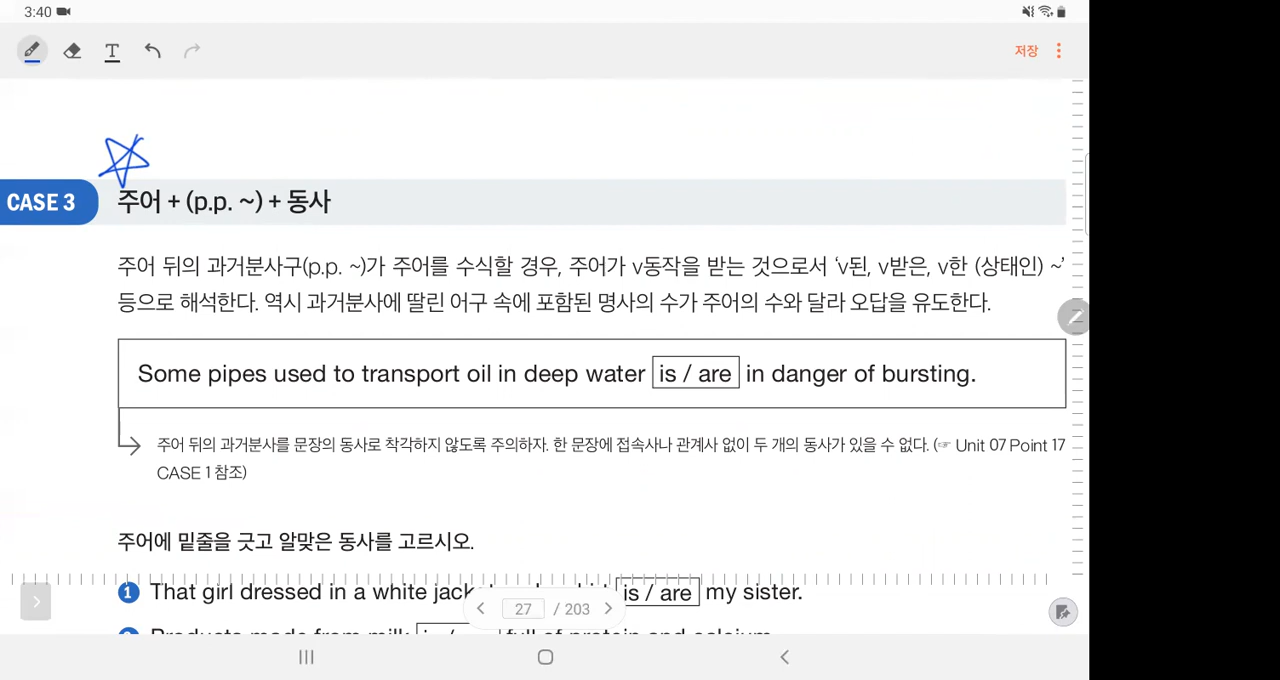 3:40
T
저장
CASE 3 주어 + (p.p. ~) + 동사
주어 뒤의 과거분사구(p.p. ~)가 주어를 수식할 경우, 주어가 v동작을 받는 것으로서 ‘v된, v받은, v한 (상태인) ~’
등으로 해석한다. 역시 과거분사에 딸린 어구 속에 포함된 명사의 수가 주어의 수와 달라 오답을 유도한다.
Some pipes used to transport oil in deep water is / are in danger of bursting.
주어 뒤의 과거분사를 문장의 동사로 착각하지 않도록 주의하자. 한 문장에 접속사나 관계사 없이 두 개의 동사가 있을 수 없다. (☞ Unit 07 Point 17
CASE 1 참조)
주어에 밑줄을 긋고 알맞은 동사를 고르시오.
1 That girl dressed in a white is / are my sister.
27 / 203
Products made from milk full of protein and calcium